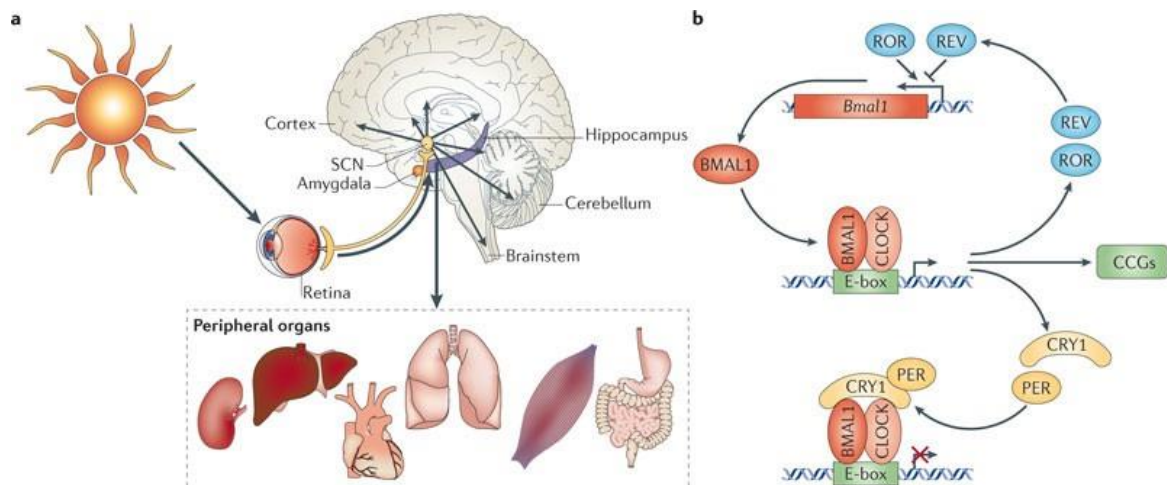 a
Cortex
SCN
Amygdala
Hippocampus
Cerebellum
Brainstem
Retina
Peripheral organs
b
ROR
REV
Bmal1
REV
ROR
BMAL1
BMAL1
CLOCK
E-box
CCGs
CRY1
PER
CRY1
PER
BMAL1
CLOCK
E-box